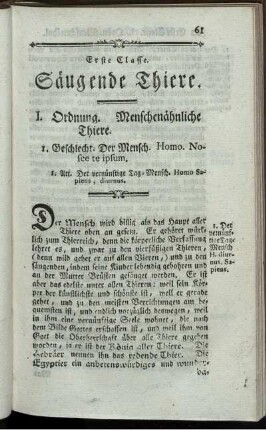 61
Erste Classe.
Säugende Thiere.
I. Ordnung. Menschenähnliche
Thiere.
1. Geschlecht. Der Mensch. Homo. No-
sce te ipsum.
1. Art. Der vernünftige Tag-Mensch. Homo Sa-
piens, diurnus.
Der Mensch wird billig als das Haupt aller
Thiere oben an gesetzt. Er gehöret würk-
lich zum Thierreich, denn die körperliche Verfassung
lehret es, und zwar zu den vierfüßigen Thieren,
(denn wild gehet er auf allen Vieren,) und zu den
säugenden, indem seine Kinder lebendig gebohren und
an der Mutter Brüsten gesäuget werden. Er ist
aber das edelste unter allen Thieren; weil sein Kör-
per der künstlichste und schönste ist, weil er gerade
gehet, und zu den meisten Verrichtungen am be-
quemsten ist, und endlich vorzüglich deswegen, weil
in ihm eine vernünftige Seele wohnet, die nach
dem Bilde Gottes erschaffen ist, und weil ihm von
Gott die Oberherrschaft über alle Thiere gegeben
worden, ja er ist der König aller Thiere. Die
Hebräer nennen ihn das redende Thier. Die
Egyptier ein anbetenswürdiges und wunder-
ba-
1. Der
vernünf-
tige Tag-
Mensch
H. diur-
nus. Sa-
piens.